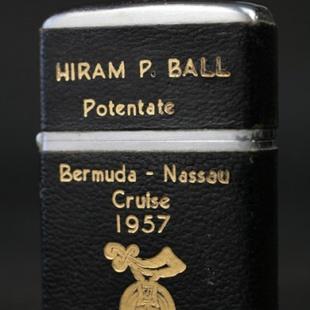 HIRAM P. BALL
Potentate
Bermuda - Nassau
Cruise
1957